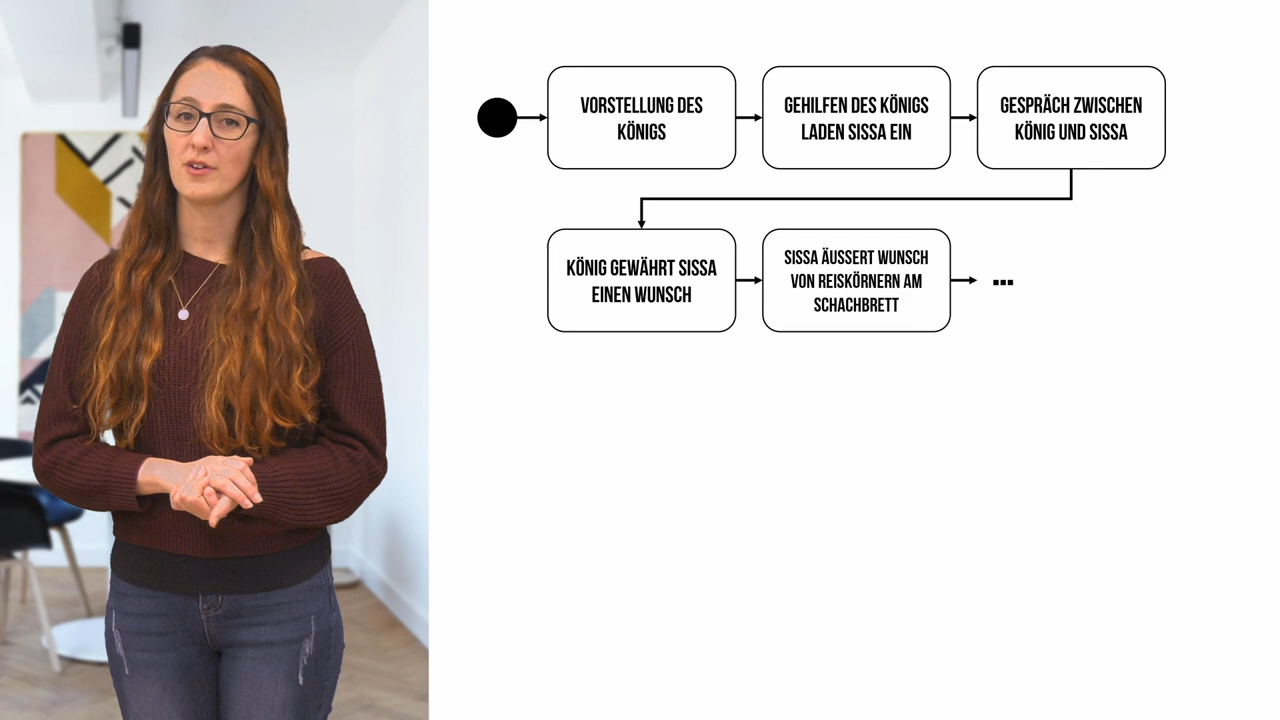 VORSTELLUNG DES
KÖNIGS
GEHILFEN DES KÖNIGS
LADEN SISSA EIN
GESPRÄCH ZWISCHEN
KÖNIG UND SISSA
KÖNIG GEWÄHRT SISSA
EINEN WUNSCH
SISSA ÄUSSERT WUNSCH
VON REISKÖRNERN AM
SCHACHBRETT
...